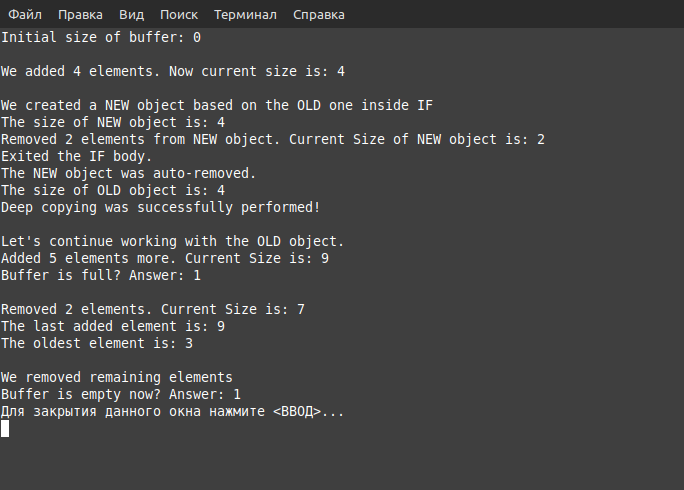 Файл Правка Вид Поиск Терминал Справка
Initial size of buffer: 0
We added 4 elements. Now current size is: 4
We created a NEW object based on the OLD one inside IF
The size of NEW object is: 4
Removed 2 elements from NEW object. Current Size of NEW object is: 2
Exited the IF body.
The NEW object was auto-removed.
The size of OLD object is: 4
Deep copying was successfully performed!
Let's continue working with the OLD object.
Added 5 elements more. Current Size is: 9
Buffer is full? Answer: 1
Removed 2 elements. Current Size is: 7
The last added element is: 9
The oldest element is: 3
We removed remaining elements
Buffer is empty now? Answer: 1
Для закрытия данного окна нажмите <ВВОД>...